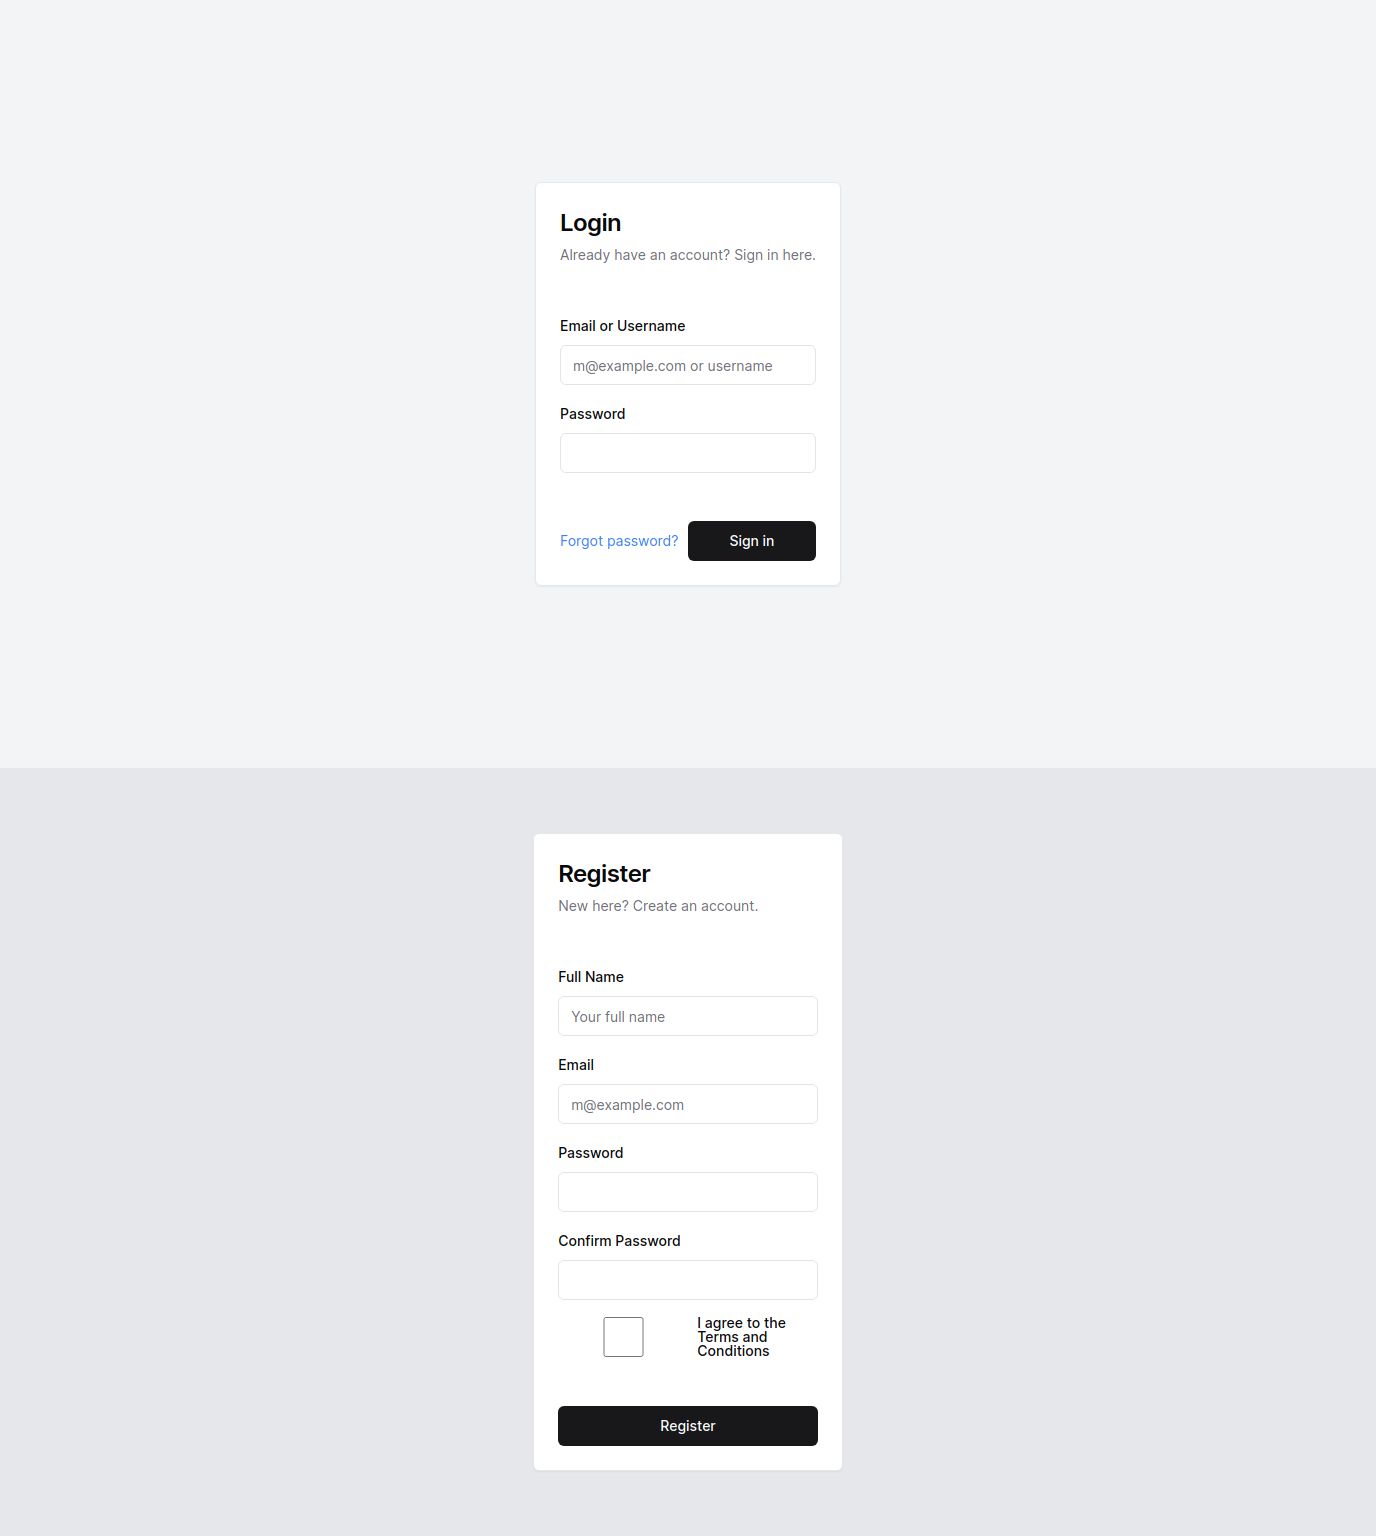 Login
Already have an account? Sign in here.
Email or Username
m@example.com or username
Password
Forgot password?
Sign in
Register
New here? Create an account.
Full Name
Your full name
Email
m@example.com
Password
Confirm Password
I agree to the
Terms and
Conditions
Register